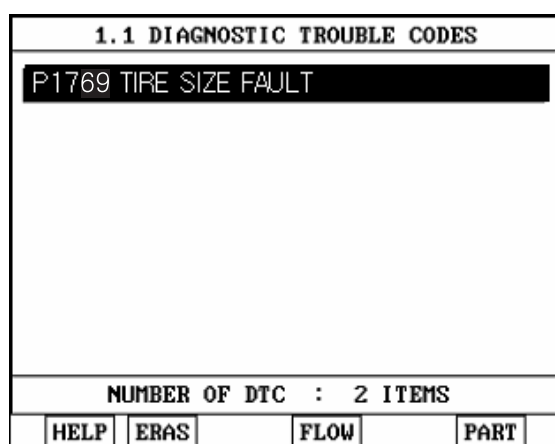 1.1 DIAGNOSTIC TROUBLE CODES
P1769 TIRE SIZE FAULT
NUMBER OF DTC : 2 ITEMS
HELP ERAS FLOW PART